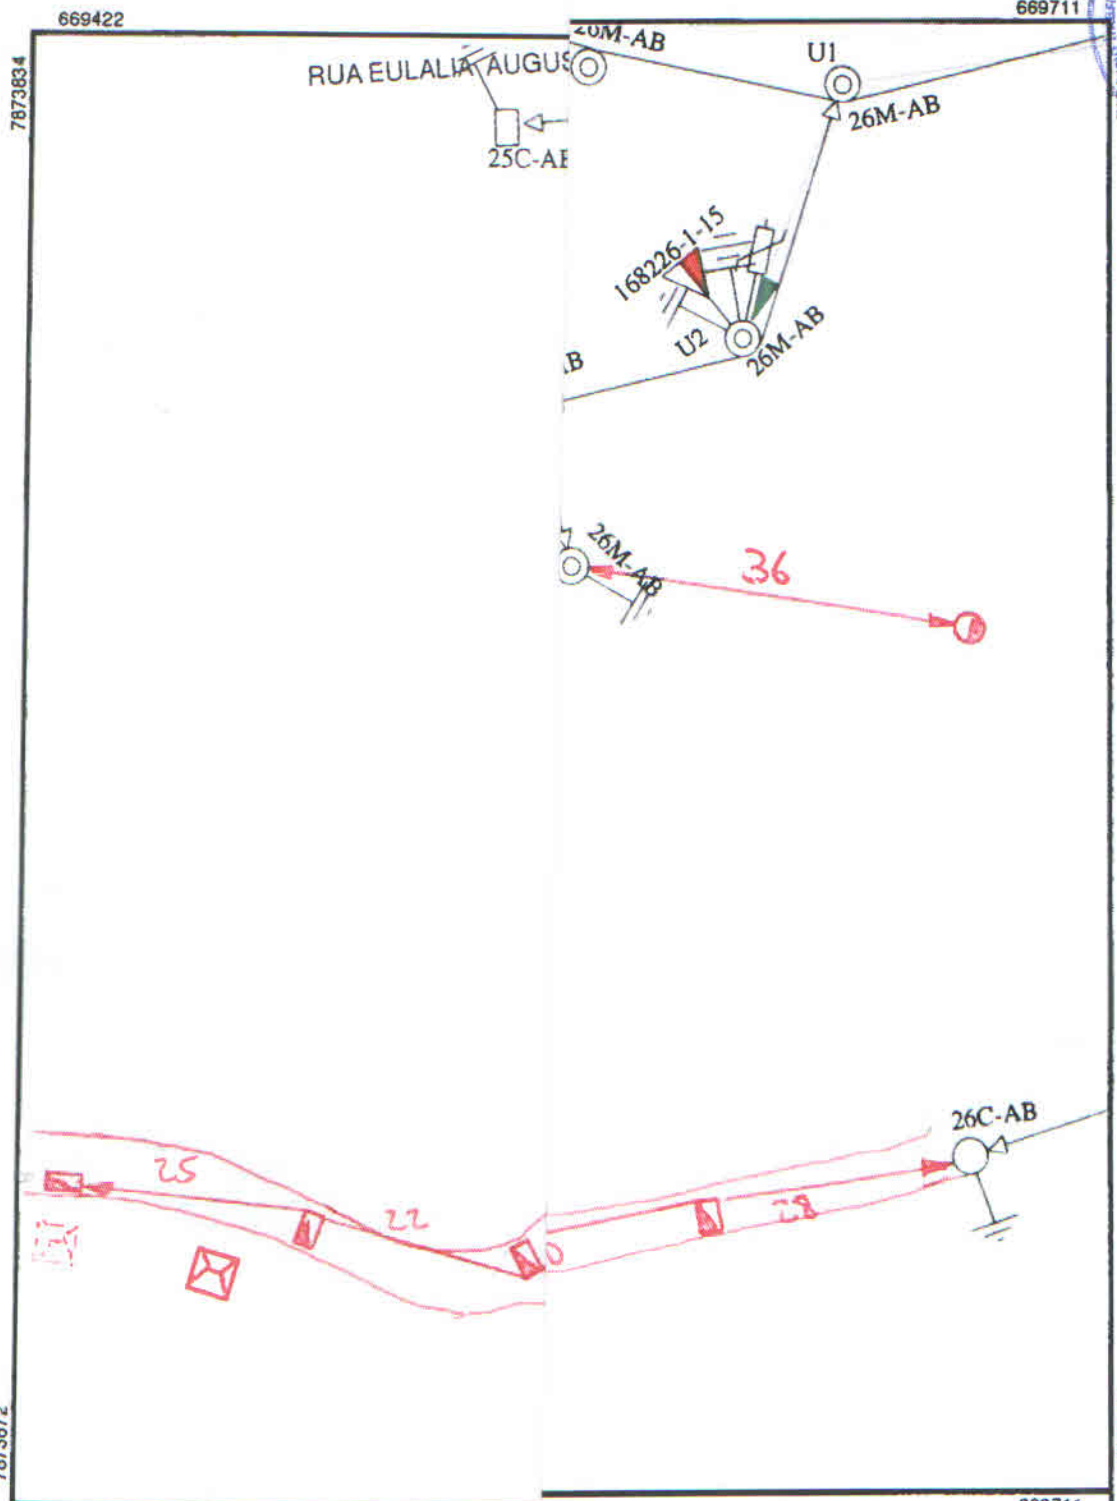 669422
669711
7873834
RUA EULALIA AUGUS
26M-AB
U1
26M-AB
25C-AB
168226-1-15
U2
26M-AB
26M-AB
36
26C-AB
25
22
28